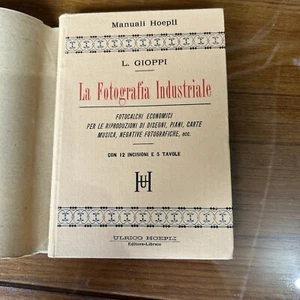 Manuali Hoepli
L. GIOPPI
La Fotografia Industriale
FOTOCALCHI ECONOMICI
PER LE RIPRODUZIONI DI DISEGNI, PIANI, CARTE
MUSICA, NEGATIVE FOTOGRAFICHE, ecc.
CON 12 INCISIONI E 5 TAVOLE
UH
ULRICO HOEPLI
Editore-Libraio